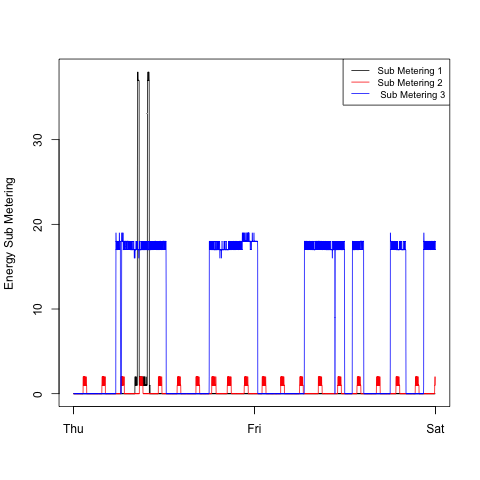 Sub Metering 1
Sub Metering 2
Sub Metering 3
Energy Sub Metering
30
20
10
0
Thu Fri Sat